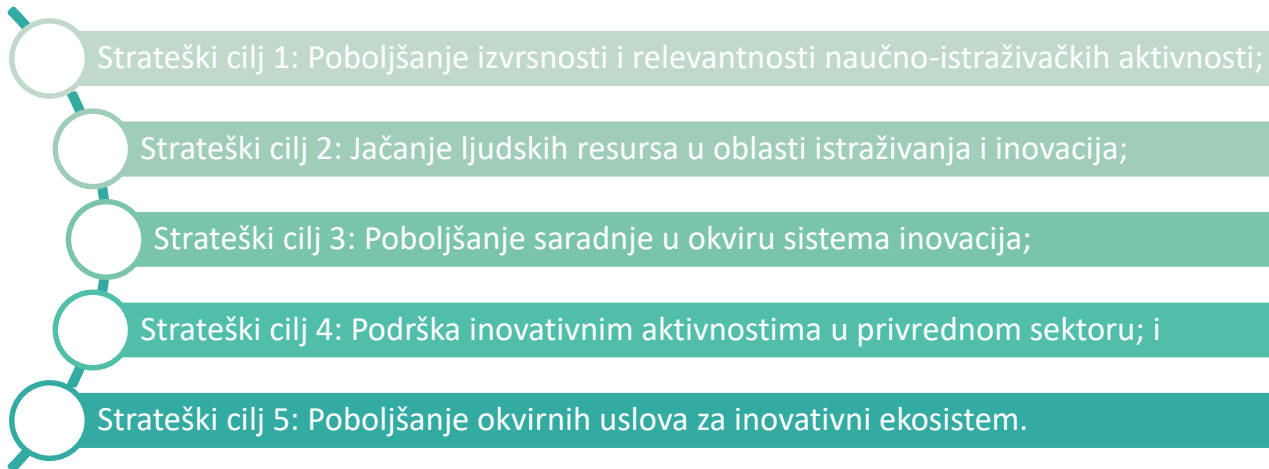 Strateški cilj 1: Poboljšanje izvrsnosti i relevantnosti naučno-istraživačkih aktivnosti;
Strateški cilj 2: Jačanje ljudskih resursa u oblasti istraživanja i inovacija;
Strateški cilj 3: Poboljšanje saradnje u okviru sistema inovacija;
Strateški cilj 4: Podrška inovativnim aktivnostima u privrednom sektoru; i
Strateški cilj 5: Poboljšanje okvirnih uslova za inovativni ekosistem.